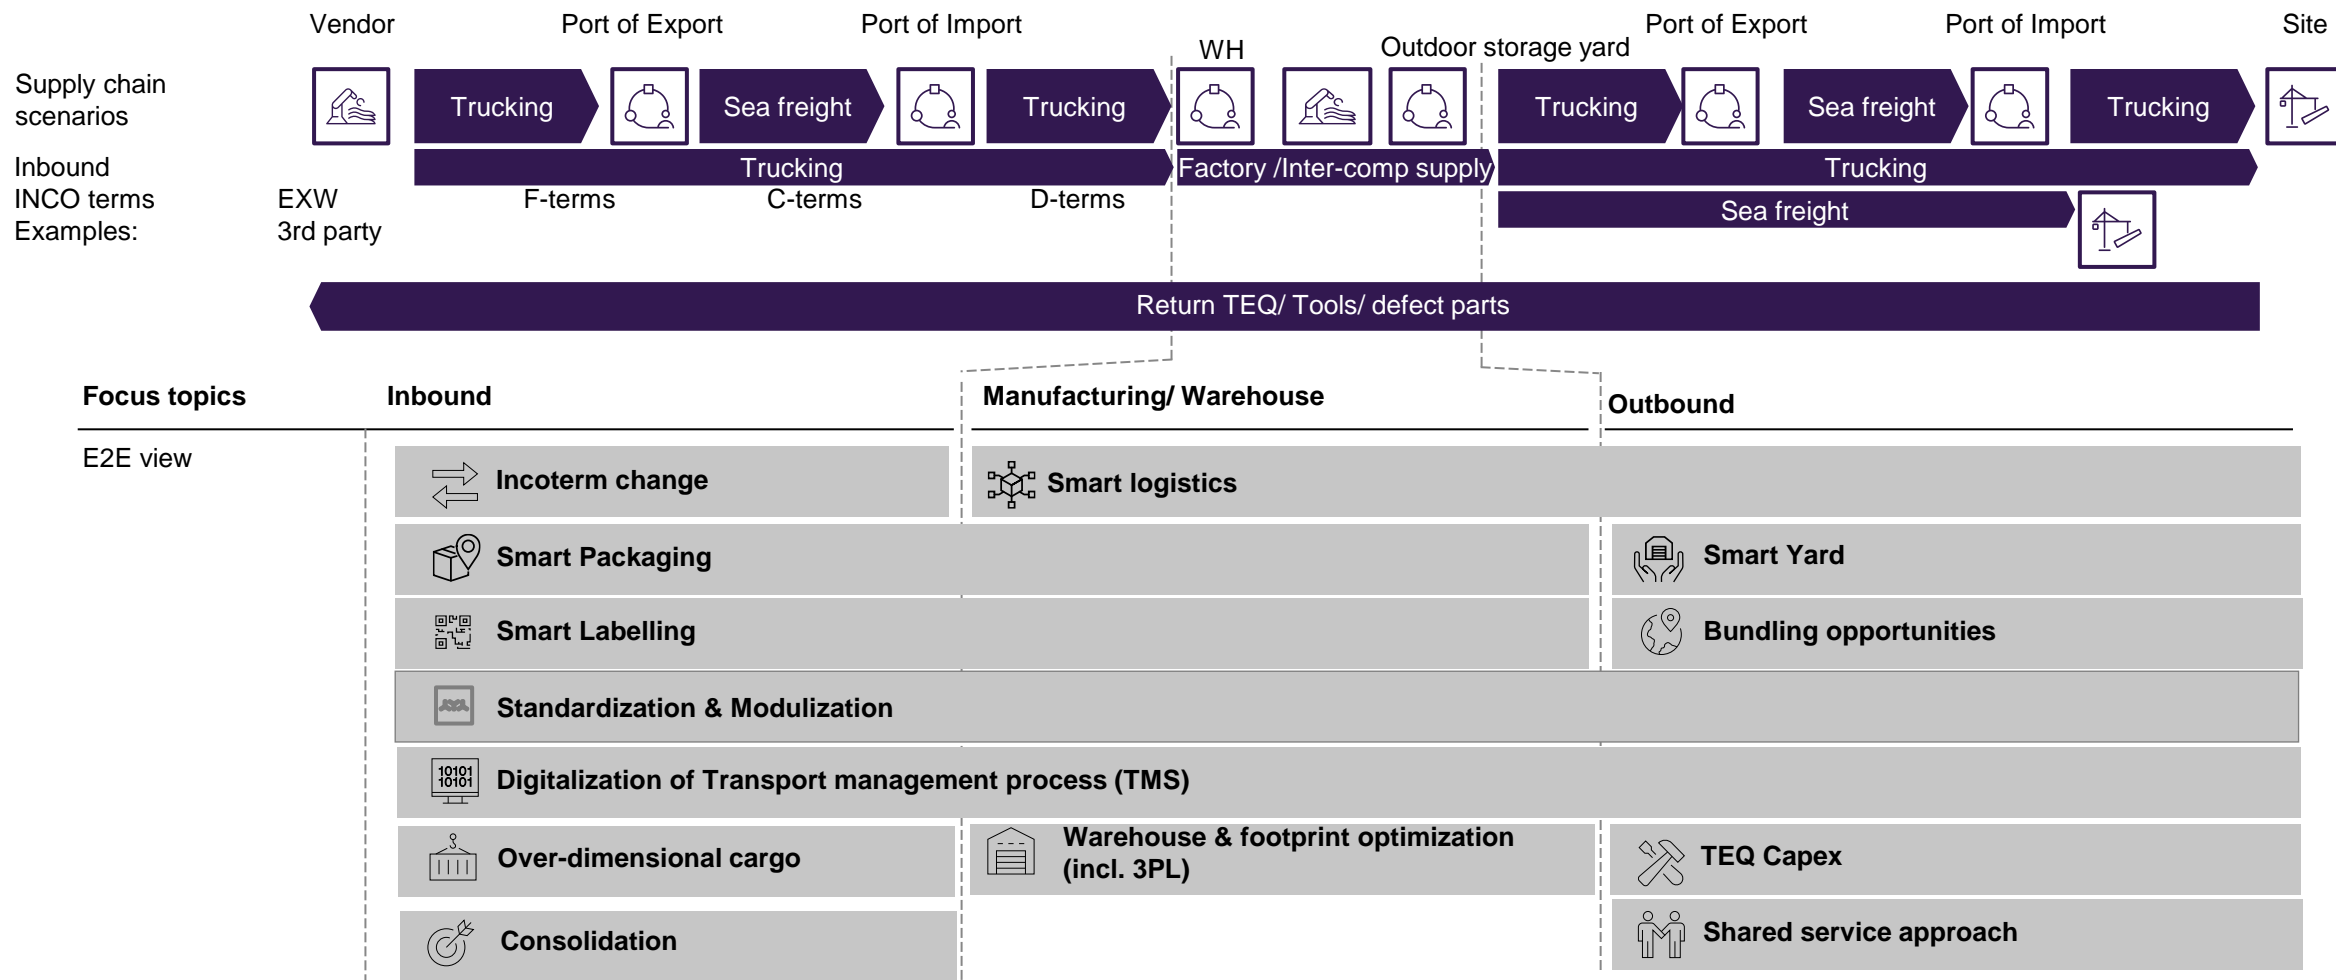 Vendor
Port of Export
Port of Import
WH
Outdoor storage yard
Port of Export
Port of Import
Site
Supply chain
scenarios
Trucking
Sea freight
Trucking
Trucking
Sea freight
Trucking
Inbound
INCO terms
Examples:
Trucking
Factory /Inter-comp supply
Trucking
EXW
3rd party
F-terms
C-terms
D-terms
Sea freight
Return TEQ/ Tools/ defect parts
Focus topics
Inbound
Manufacturing/ Warehouse
Outbound
E2E view
Incoterm change
Smart logistics
Smart Packaging
Smart Yard
Smart Labelling
Bundling opportunities
Standardization & Modulization
10101
10101
Digitalization of Transport management process (TMS)
Over-dimensional cargo
Warehouse & footprint optimization
(incl. 3PL)
TEQ Capex
Consolidation
Shared service approach